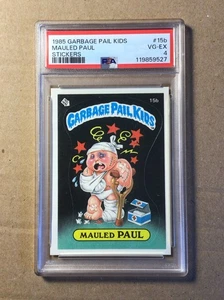 1985 GARBAGE PAIL KIDS
#15b
MAULED PAUL
VG-EX
STICKERS
4
PSA
119859527
15b
GARBAGE PAIL KIDS
MAULED PAUL